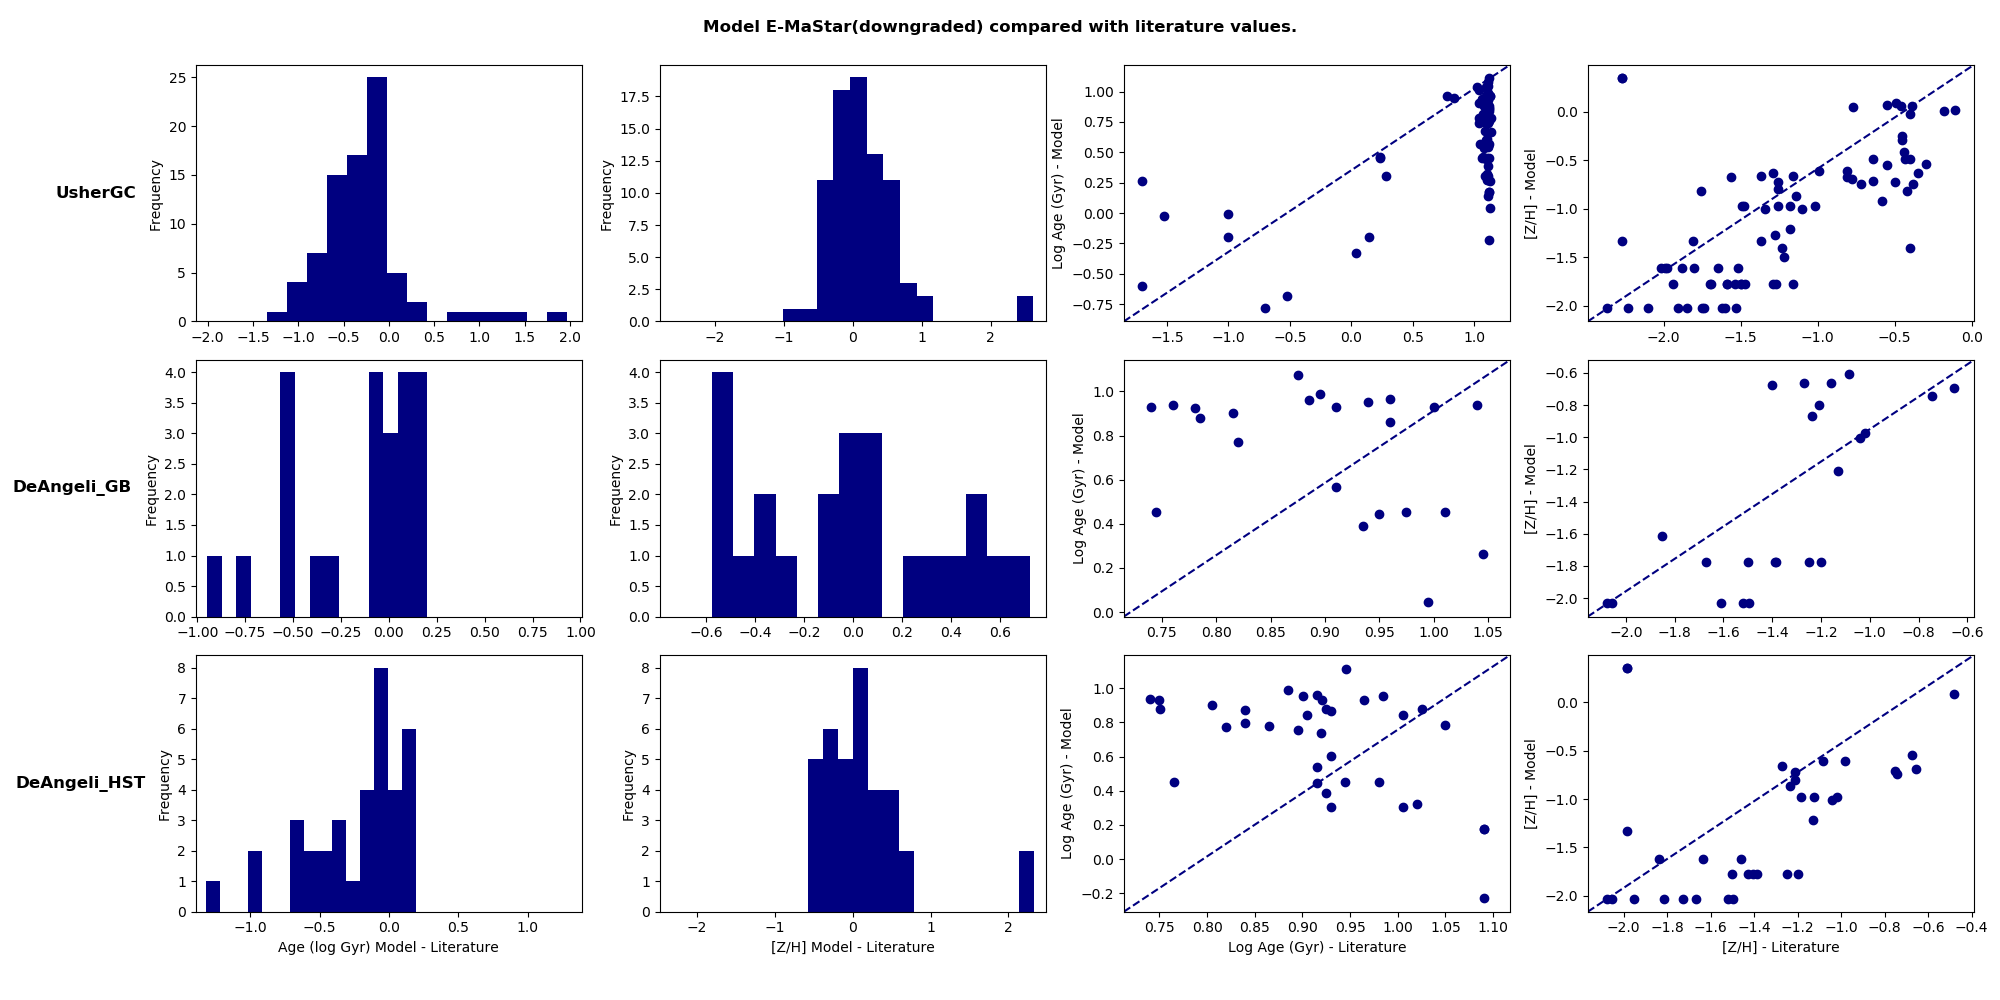 Model E-MaStar(downgraded) compared with literature values.
UsherGC
Frequency
0
5
10
15
20
25
−2.0 −1.5 −1.0 −0.5 0.0 0.5 1.0 1.5 2.0
Frequency
0.0
2.5
5.0
7.5
10.0
12.5
15.0
17.5
−2 −1 0 1 2
Log Age (Gyr) - Model
1.00
0.75
0.50
0.25
0.00
−0.25
−0.50
−0.75
−1.5 −1.0 −0.5 0.0 0.5 1.0
[Z/H] - Model
0.0
−0.5
−1.0
−1.5
−2.0
−2.0 −1.5 −1.0 −0.5 0.0
DeAngeli_GB
Frequency
4.0
3.5
3.0
2.5
2.0
1.5
1.0
0.5
0.0
−1.00 −0.75 −0.50 −0.25 0.00 0.25 0.50 0.75 1.00
Frequency
4.0
3.5
3.0
2.5
2.0
1.5
1.0
0.5
0.0
−0.6 −0.4 −0.2 0.0 0.2 0.4 0.6
Log Age (Gyr) - Model
1.0
0.8
0.6
0.4
0.2
0.0
0.75 0.80 0.85 0.90 0.95 1.00 1.05
[Z/H] - Model
−0.6
−0.8
−1.0
−1.2
−1.4
−1.6
−1.8
−2.0
−2.0 −1.8 −1.6 −1.4 −1.2 −1.0 −0.8 −0.6
DeAngeli_HST
Frequency
8
7
6
5
4
3
2
1
0
−1.0 −0.5 0.0 0.5 1.0
Age (log Gyr) Model - Literature
Frequency
8
7
6
5
4
3
2
1
0
−2 −1 0 1 2
[Z/H] Model - Literature
Log Age (Gyr) - Model
1.0
0.8
0.6
0.4
0.2
0.0
−0.2
0.75 0.80 0.85 0.90 0.95 1.00 1.05 1.10
Log Age (Gyr) - Literature
[Z/H] - Model
0.0
−0.5
−1.0
−1.5
−2.0
−2.0 −1.8 −1.6 −1.4 −1.2 −1.0 −0.8 −0.6 −0.4
[Z/H] - Literature